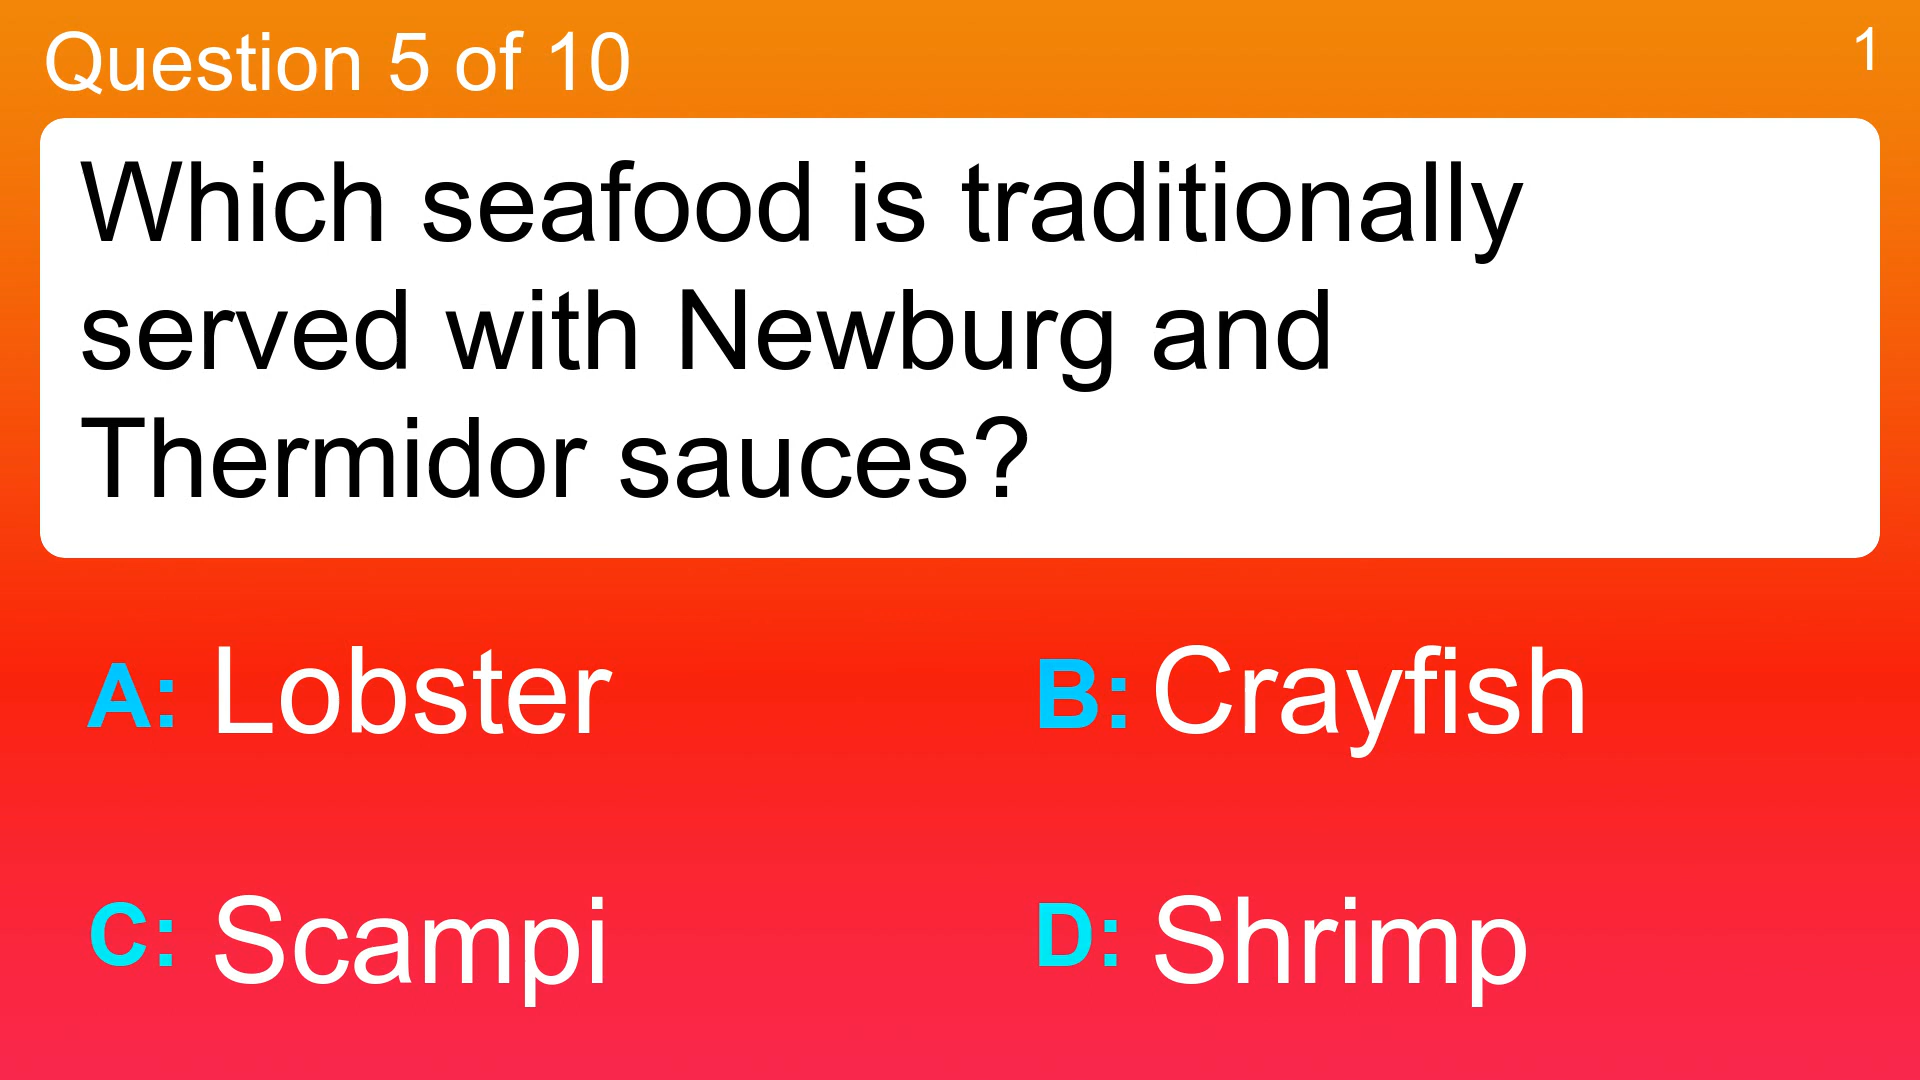 Question 5 of 10
1
Which seafood is traditionally
served with Newburg and
Thermidor sauces?
A: Lobster
B: Crayfish
C: Scampi
D: Shrimp